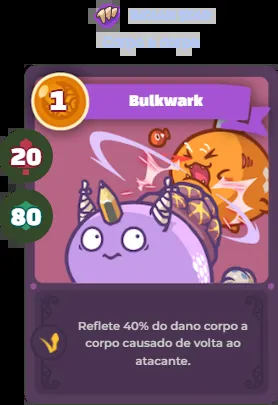 1
Bulkwark
20
80
Reflete 40% do dano corpo a
corpo causado de volta ao
atacante.